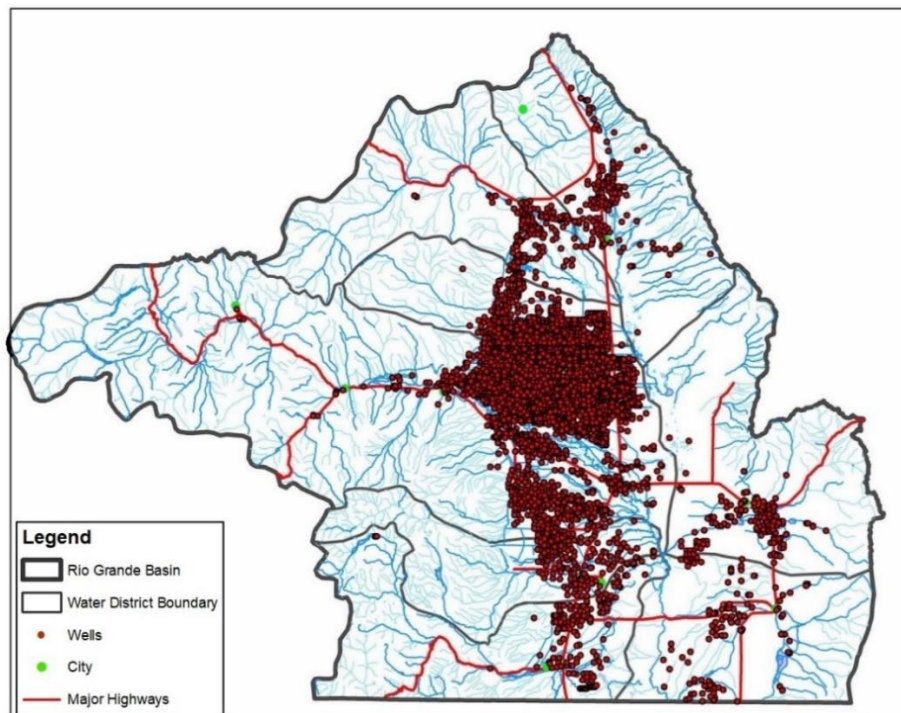 Legend
Rio Grande Basin
Water District Boundary
Wells
City
Major Highways